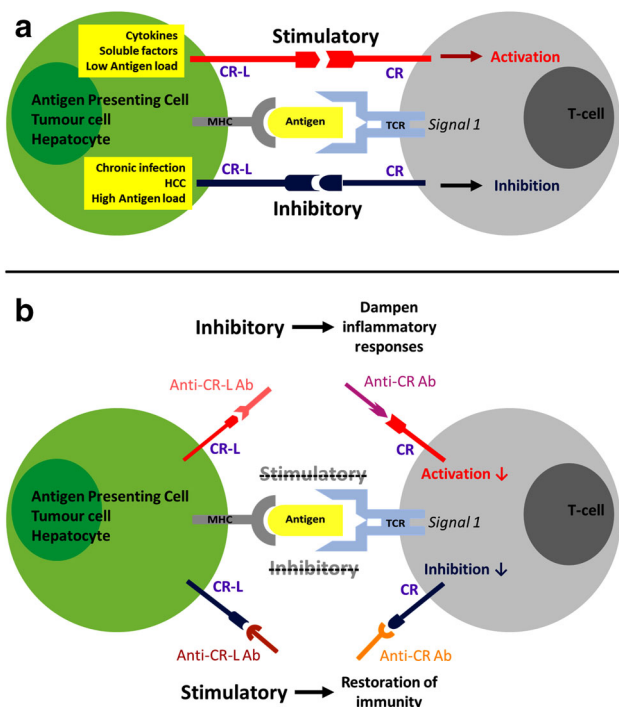 a
Cytokines
Soluble factors
Low Antigen load
Stimulatory
CR-L
CR
Activation
Antigen Presenting Cell
Tumour cell
Hepatocyte
MHC
Antigen
TCR
Signal 1
T-cell
Chronic infection
HCC
High Antigen load
CR-L
CR
Inhibition
Inhibitory
b
Inhibitory
Dampen
inflammatory
responses
Anti-CR-L Ab
Anti-CR Ab
CR-L
CR
Stimulatory
Activation ↓
Antigen Presenting Cell
Tumour cell
Hepatocyte
MHC
Antigen
TCR
Signal 1
T-cell
Inhibitory
Inhibition ↓
CR-L
CR
Anti-CR-L Ab
Anti-CR Ab
Stimulatory
Restoration of
immunity